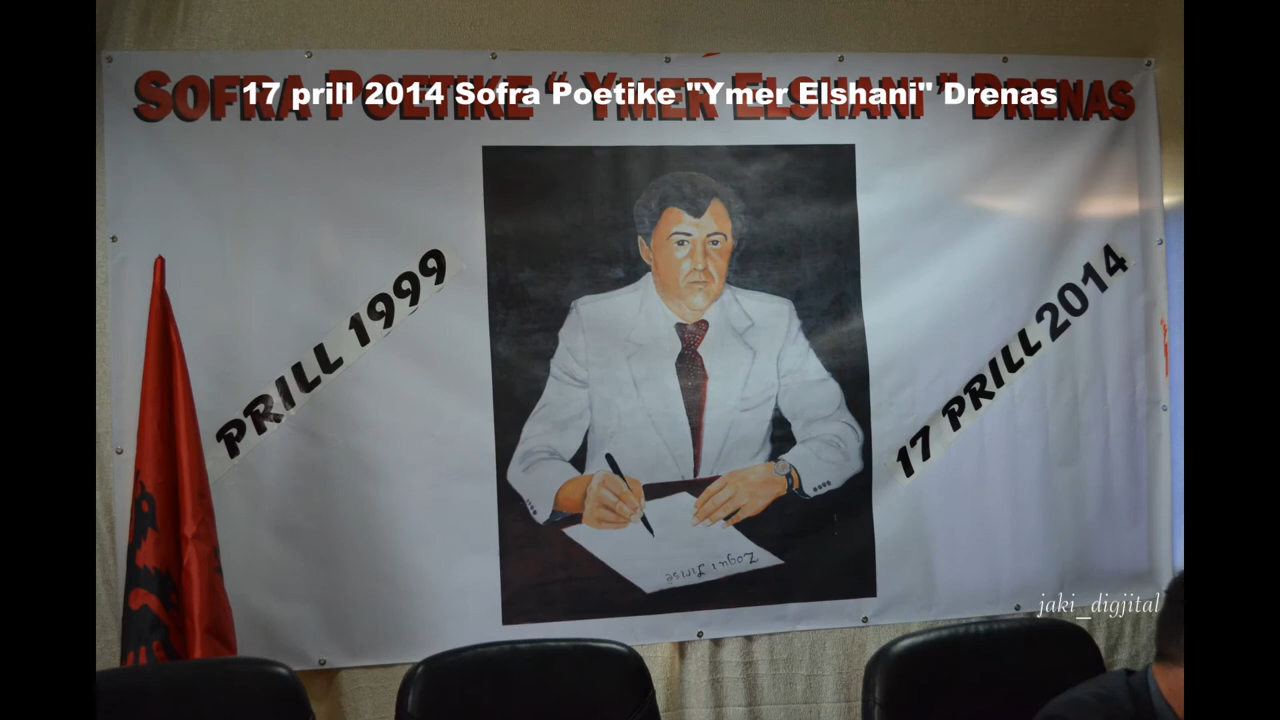 SOFRA POETIKE “ YMER ELSHANI ” DRENAS
17 prill 2014 Sofra Poetike "Ymer Elshani" Drenas
PRILL 1999
17 PRILL 2014
Zogu i
jaki_digjital